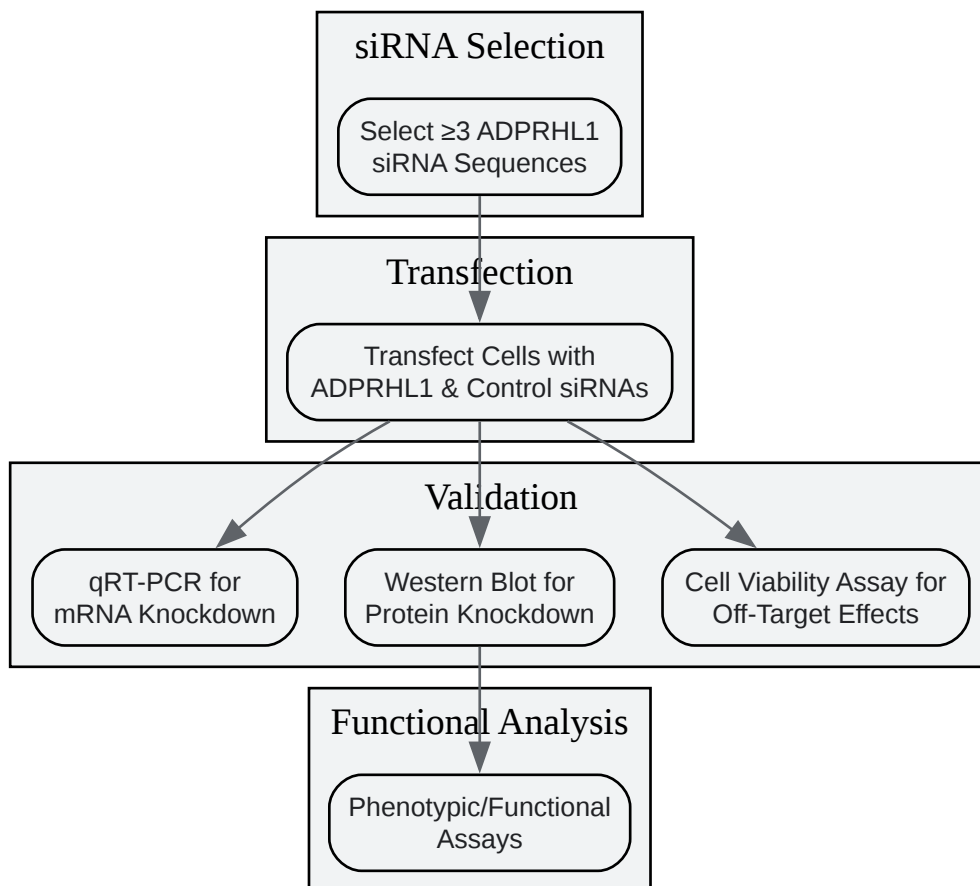 siRNA Selection
Select ≥3 ADPRHL1
siRNA Sequences
Transfection
Transfect Cells with
ADPRHL1 & Control siRNAs
Validation
qRT-PCR for
mRNA Knockdown
Western Blot for
Protein Knockdown
Cell Viability Assay for
Off-Target Effects
Functional Analysis
Phenotypic/Functional
Assays